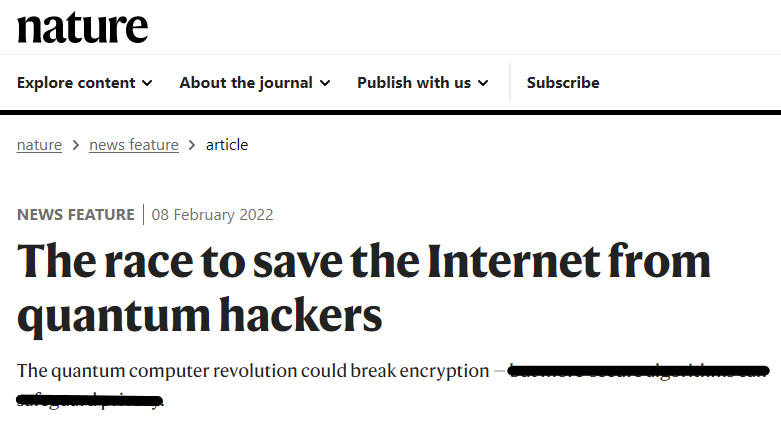 nature
Explore content About the journal Publish with us Subscribe
nature > news feature > article
NEWS FEATURE | 08 February 2022
The race to save the Internet from
quantum hackers
The quantum computer revolution could break encryption —